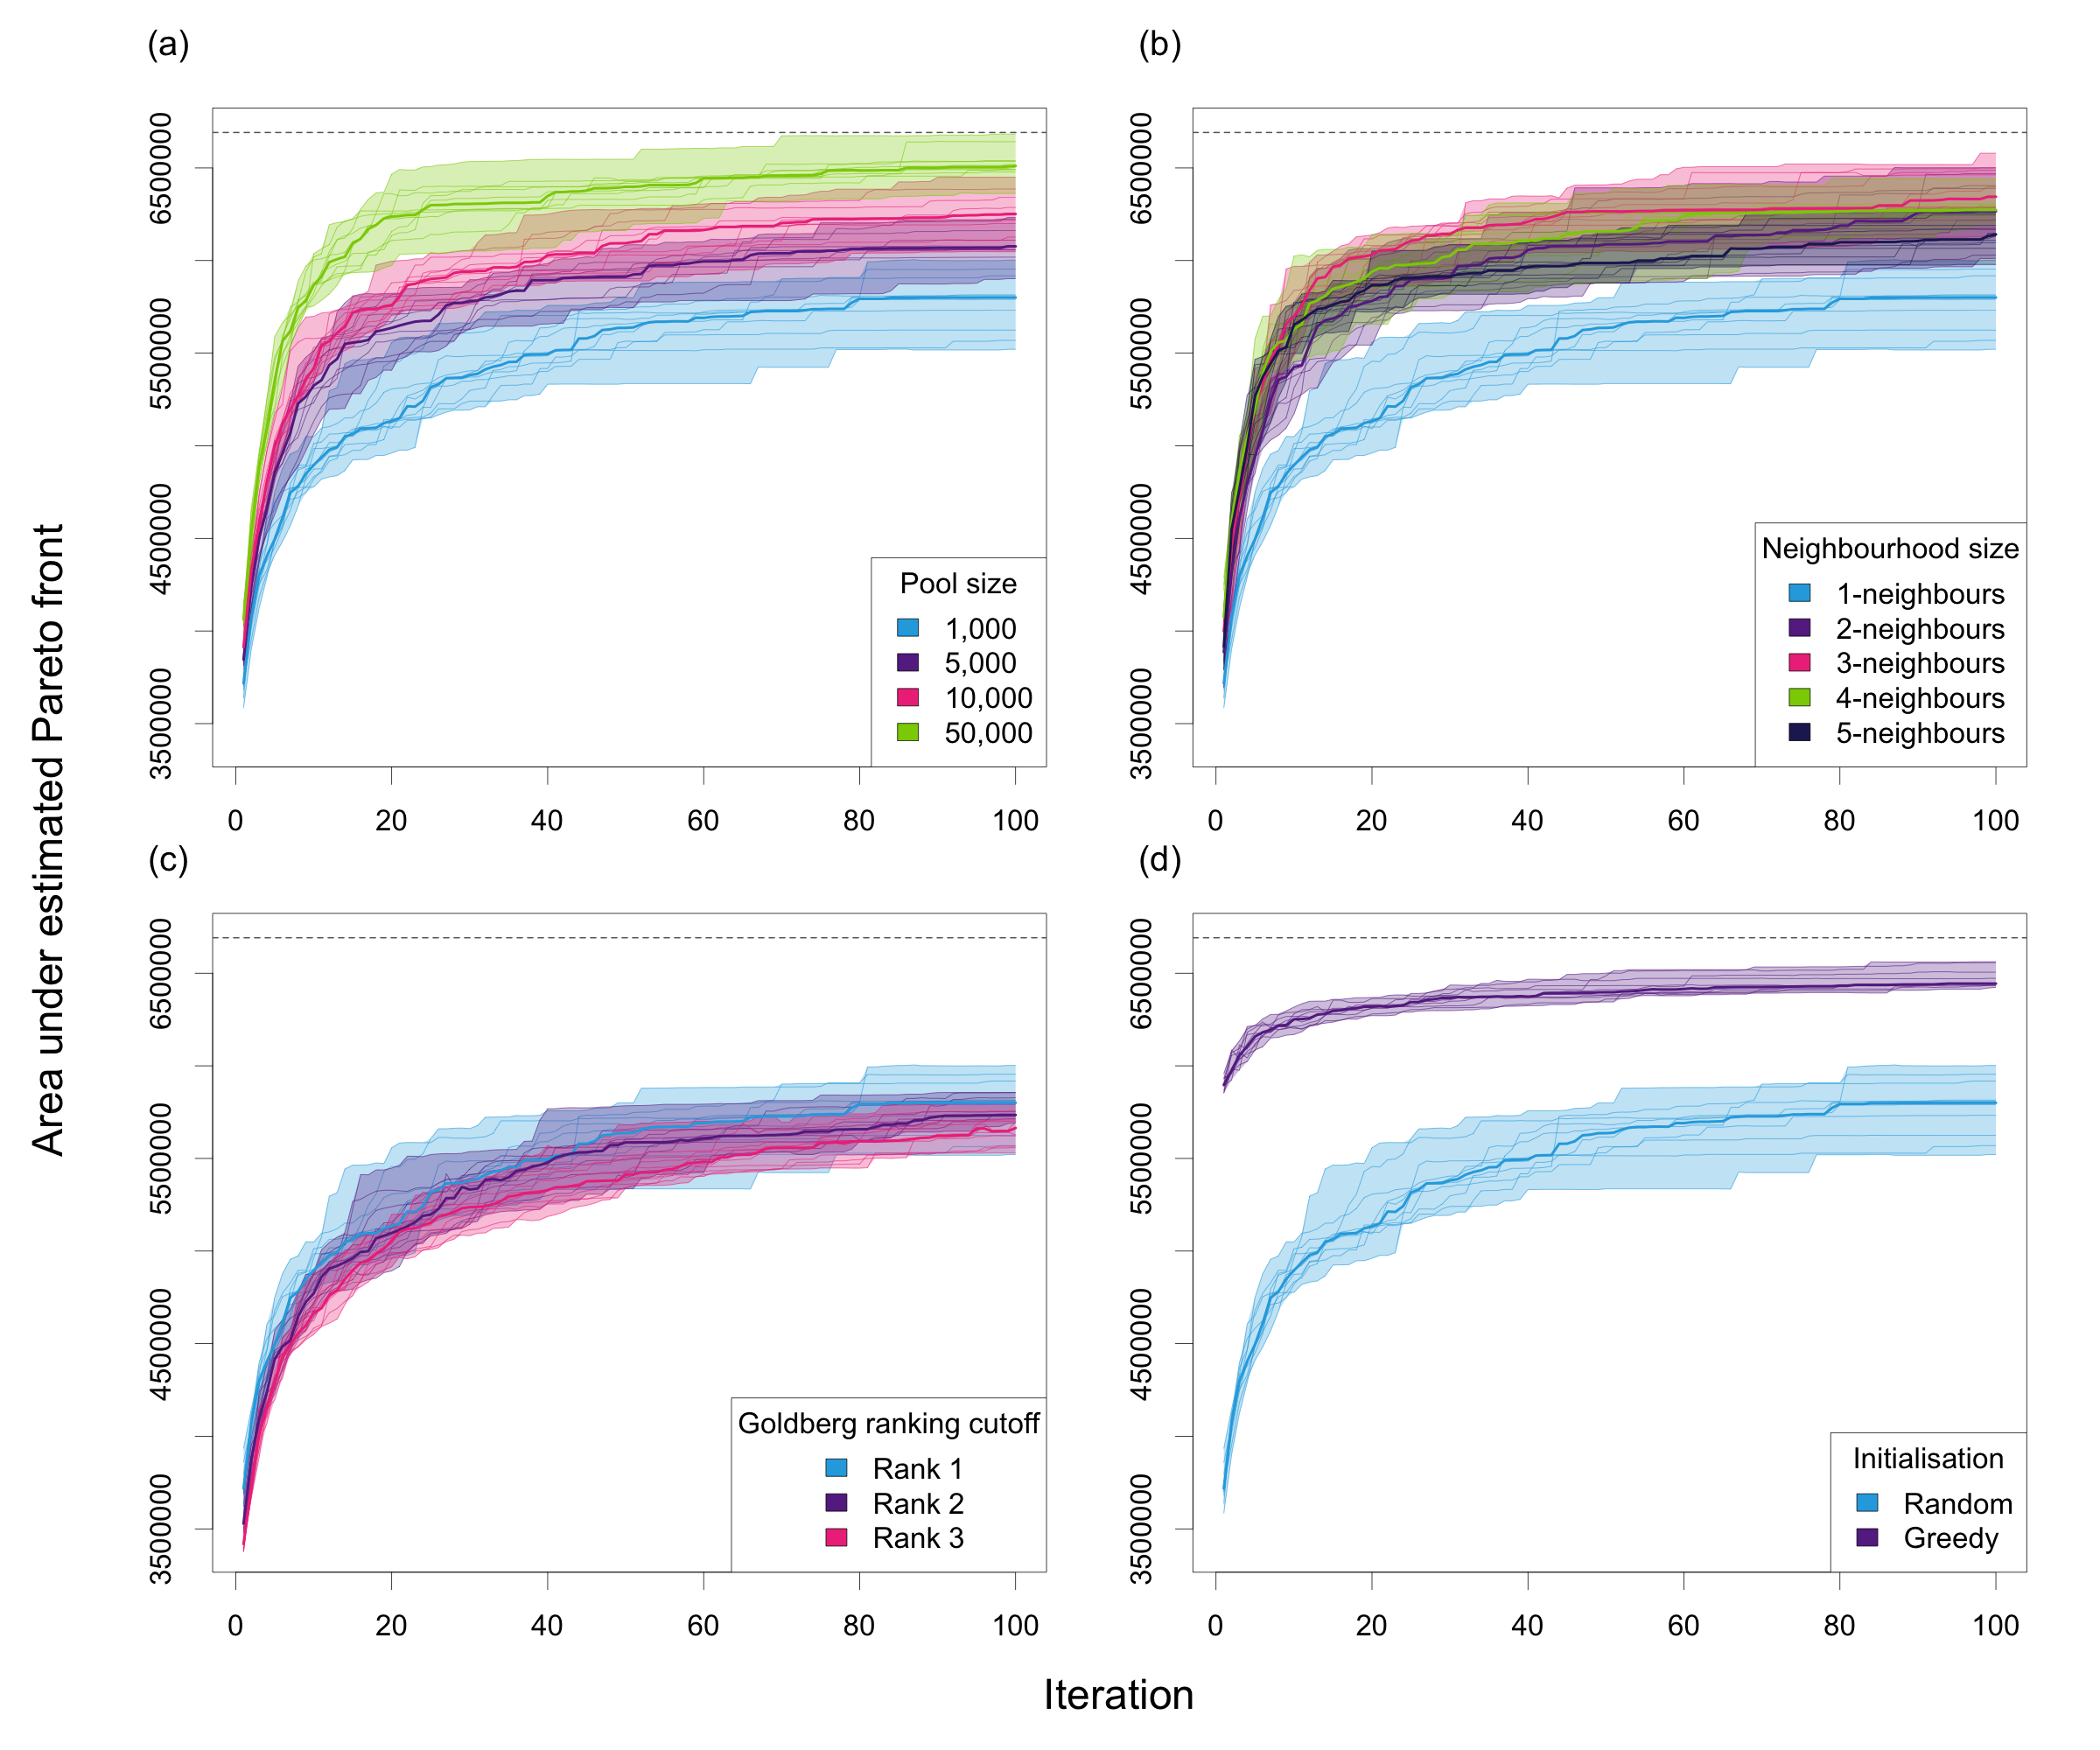 (a)
(b)
6500000
5500000
4500000
3500000
Pool size
1,000
5,000
10,000
50,000
0 20 40 60 80 100
6500000
5500000
4500000
3500000
Neighbourhood size
1-neighbours
2-neighbours
3-neighbours
4-neighbours
5-neighbours
0 20 40 60 80 100
Area under estimated Pareto front
(c)
(d)
6500000
5500000
4500000
3500000
Goldberg ranking cutoff
Rank 1
Rank 2
Rank 3
0 20 40 60 80 100
6500000
5500000
4500000
3500000
Initialisation
Random
Greedy
0 20 40 60 80 100
Iteration